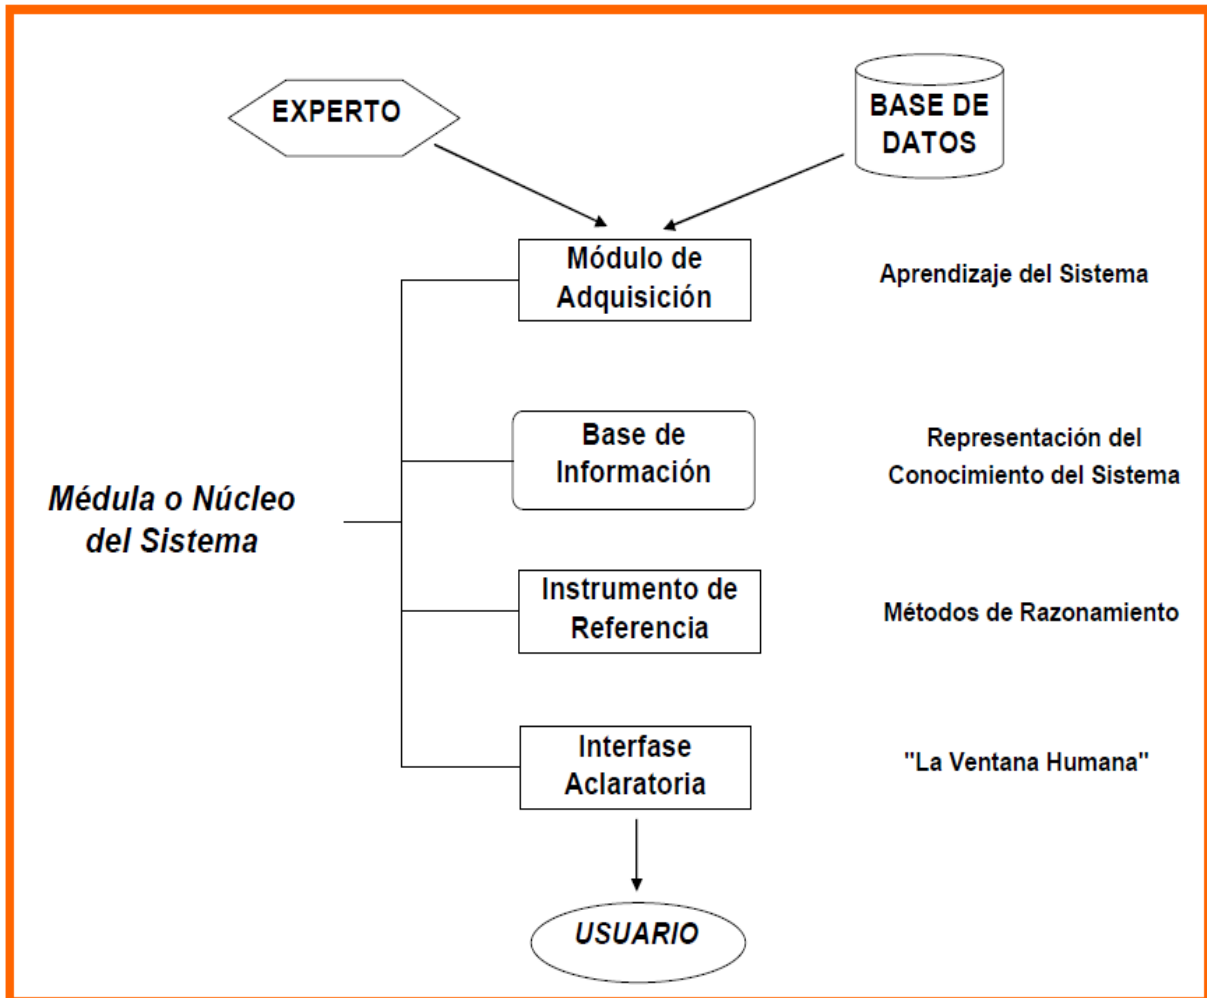 EXPERTO
BASE DE
DATOS
Módulo de
Adquisición
Aprendizaje del Sistema
Base de
Información
Representación del
Conocimiento del Sistema
Médula o Núcleo
del Sistema
Instrumento de
Referencia
Métodos de Razonamiento
Interfase
Aclaratoria
"La Ventana Humana"
USUARIO